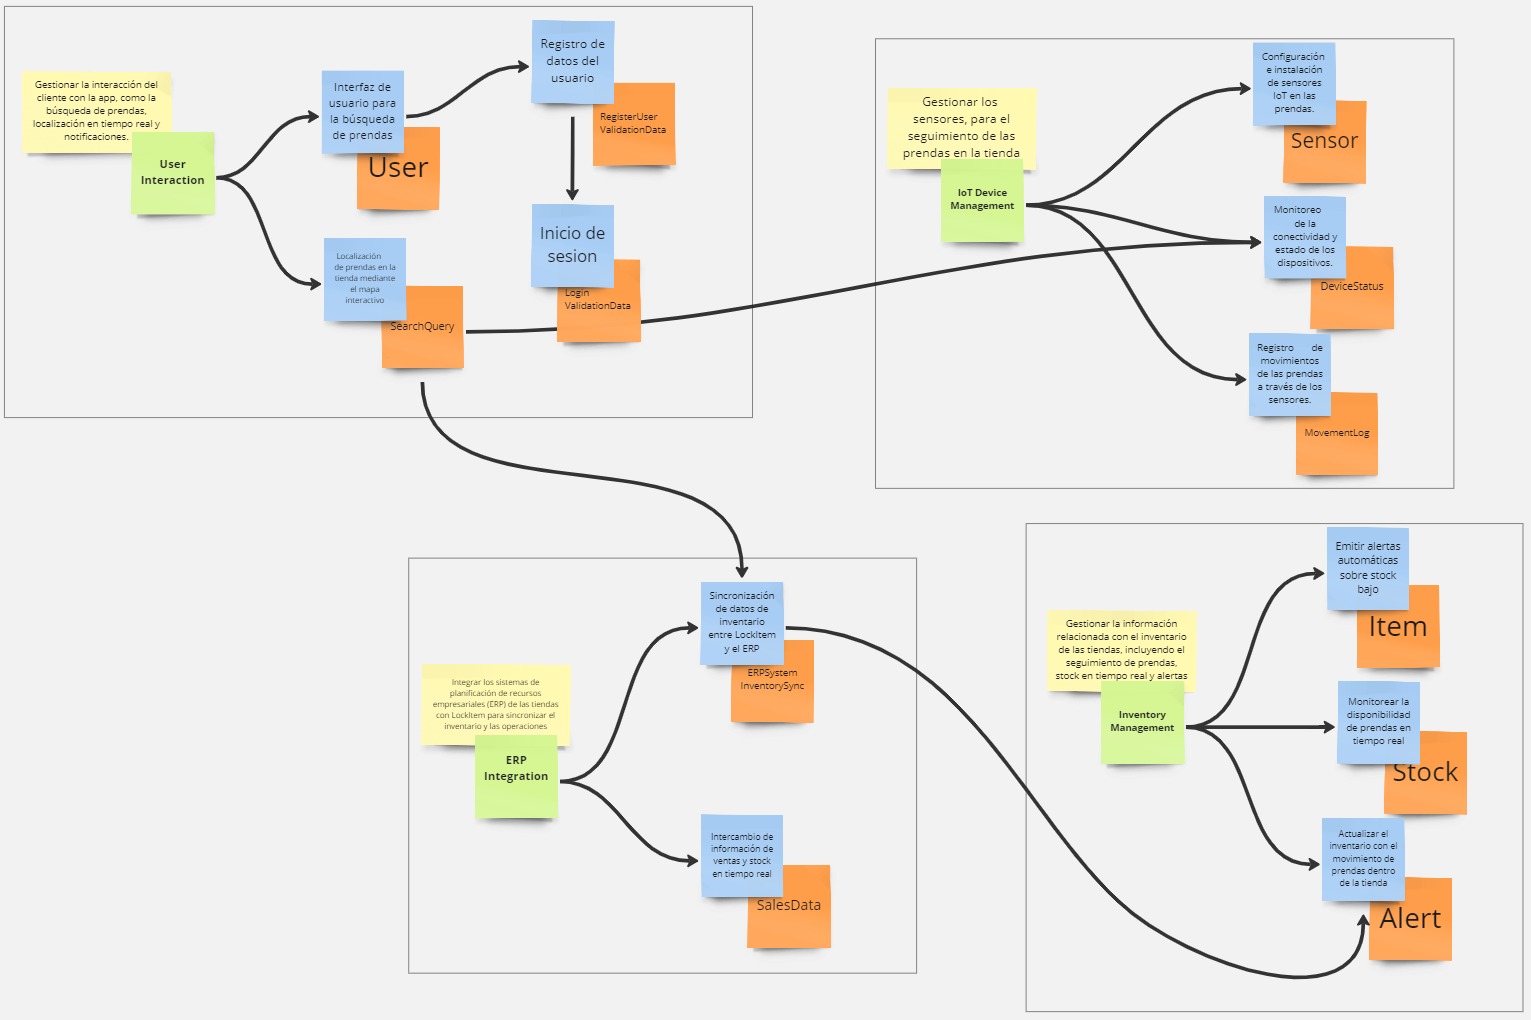 Gestionar la interacción del
cliente con la app, como la
búsqueda de prendas,
localización en tiempo real y
notificaciones.
User
Interaction
Interfaz de
usuario para
la búsqueda
de prendas
User
Registro de
datos del
usuario
RegisterUser
ValidationData
Inicio de
sesion
Login
ValidationData
Localización
de prendas en la
tienda mediante
el mapa
interactivo
SearchQuery
Gestionar los
sensores, para el
seguimiento de las
prendas en la tienda
IoT Device
Management
Configuración
e instalación
de sensores
IoT en las
prendas.
Sensor
Monitoreo
de la
conectividad y
estado de los
dispositivos.
DeviceStatus
Registro de
movimientos
de las prendas
a través de los
sensores.
MovementLog
Integrar los sistemas de
planificación de recursos
empresariales (ERP) de las tiendas
con LockItem para sincronizar el
inventario y las operaciones
ERP
Integration
Sincronización
de datos de
inventario
entre LockItem
y el ERP
ERPSystem
InventorySync
Intercambio de
información de
ventas y stock
en tiempo real
SalesData
Gestionar la información
relacionada con el inventario
de las tiendas, incluyendo el
seguimiento de prendas,
stock en tiempo real y alertas
Inventory
Management
Emitir alertas
automáticas
sobre stock
bajo
Item
Monitorear la
disponibilidad
de prendas en
tiempo real
Stock
Actualizar el
inventario con el
movimiento de
prendas dentro
de la tienda
Alert